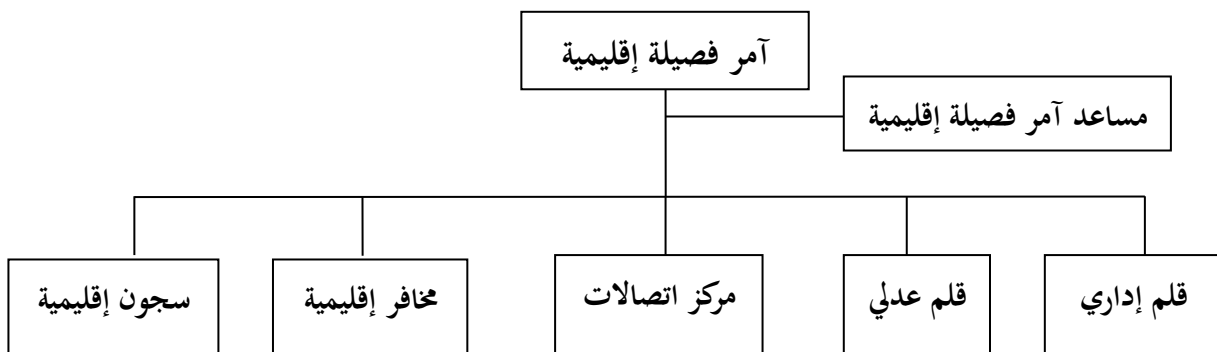 آمر فصيلة إقليمية
مساعد آمر فصيلة إقليمية
قلم إداري
قلم عدلي
مركز اتصالات
مخافر إقليمية
سجون إقليمية